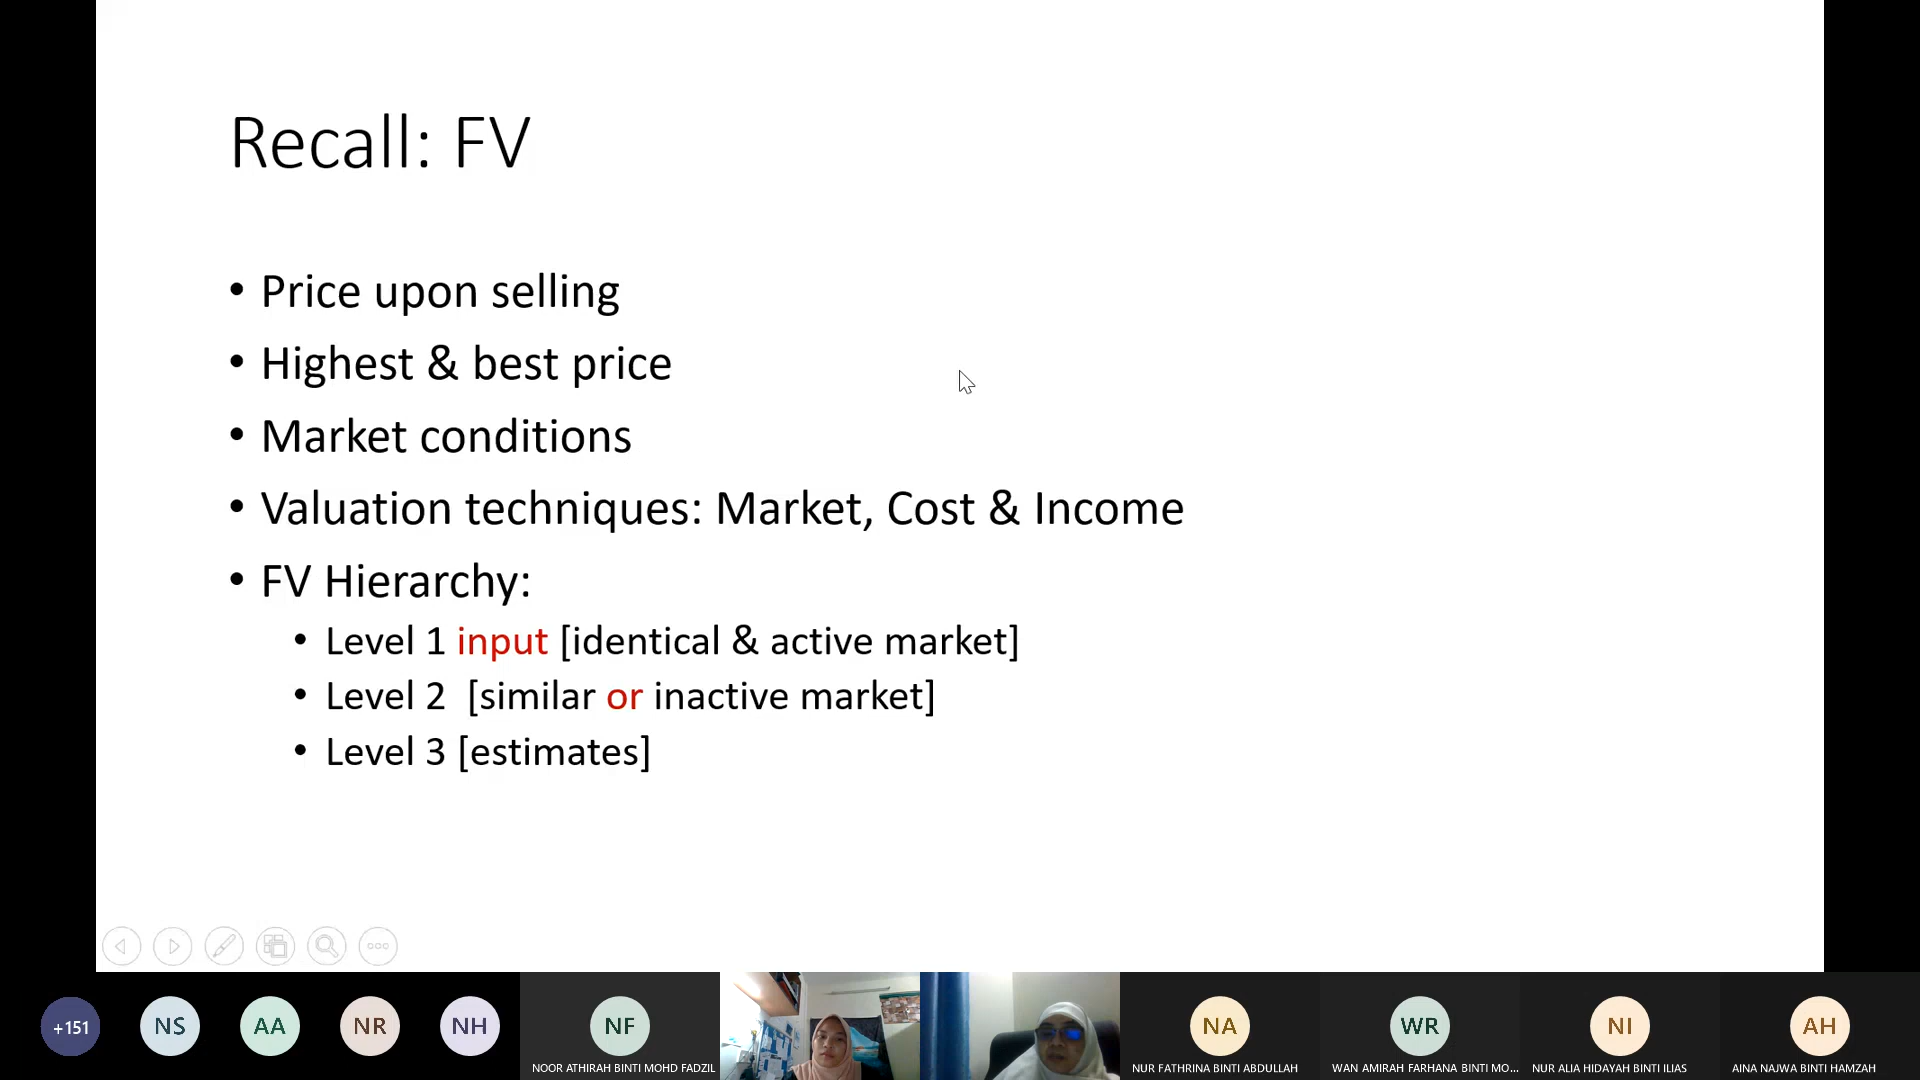 Recall: FV
• Price upon selling
• Highest & best price
• Market conditions
• Valuation techniques: Market, Cost & Income
• FV Hierarchy:
• Level 1 input [identical & active market]
• Level 2 [similar or inactive market]
• Level 3 [estimates]
+151
NS
AA
NR
NH
NF
NA
WR
NI
AH
NOOR ATHIRAH BINTI MOHD FADZIL
NUR FATHRINA BINTI ABDULLAH
WAN AMIRAH FARHANA BINTI MO...
NUR ALIA HIDAYAH BINTI ILIAS
AINA NAJWA BINTI HAMZAH